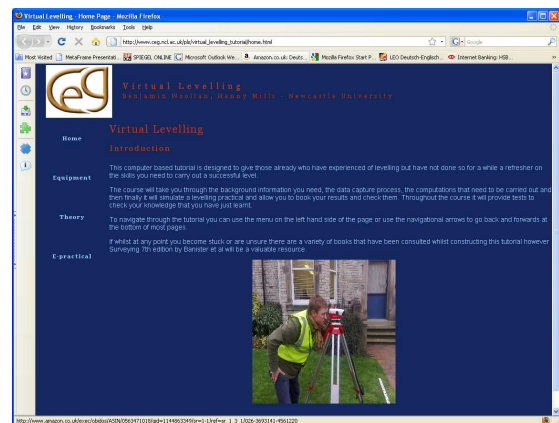 Virtual Levelling - Home Page - Mozilla Firefox
File Edit View History Bookmarks Tools Help
http://www.ceg.ncl.ac.uk/pls/virtual_levelling_tutorial/home.html
Google
Most Visited MetaFrame Presentati... SPIEGEL ONLINE Microsoft Outlook We... Amazon.co.uk: Deuts... Mozilla Firefox Start P... LEO Deutsch-Englisch... Internet Banking: HSB...
ceg
Virtual Levelling
Newcastle University
Virtual Levelling
Home
Introduction
This computer based tutorial is designed to give those already who have experienced of levelling but have not done so for a while a refresher on
the skills you need to carry out a successful level.
Equipment
The course will take you through the background information you need, the data capture process, the computations that need to be carried out and
then finally it will simulate a levelling practical and allow you to book your results and check them. Throughout the course it will provide tests to
check your knowledge that you have just learnt.
Theory
To navigate through the tutorial you can use the menu on the left hand side of the page or use the navigational arrows to go back and forwards at
the bottom of most pages.
If whilst at any point you become stuck or are unsure there are a variety of books that have been consulted whilst constructing this tutorial however
Surveying 7th edition by Banister et al will be a valuable resource.
E-practical